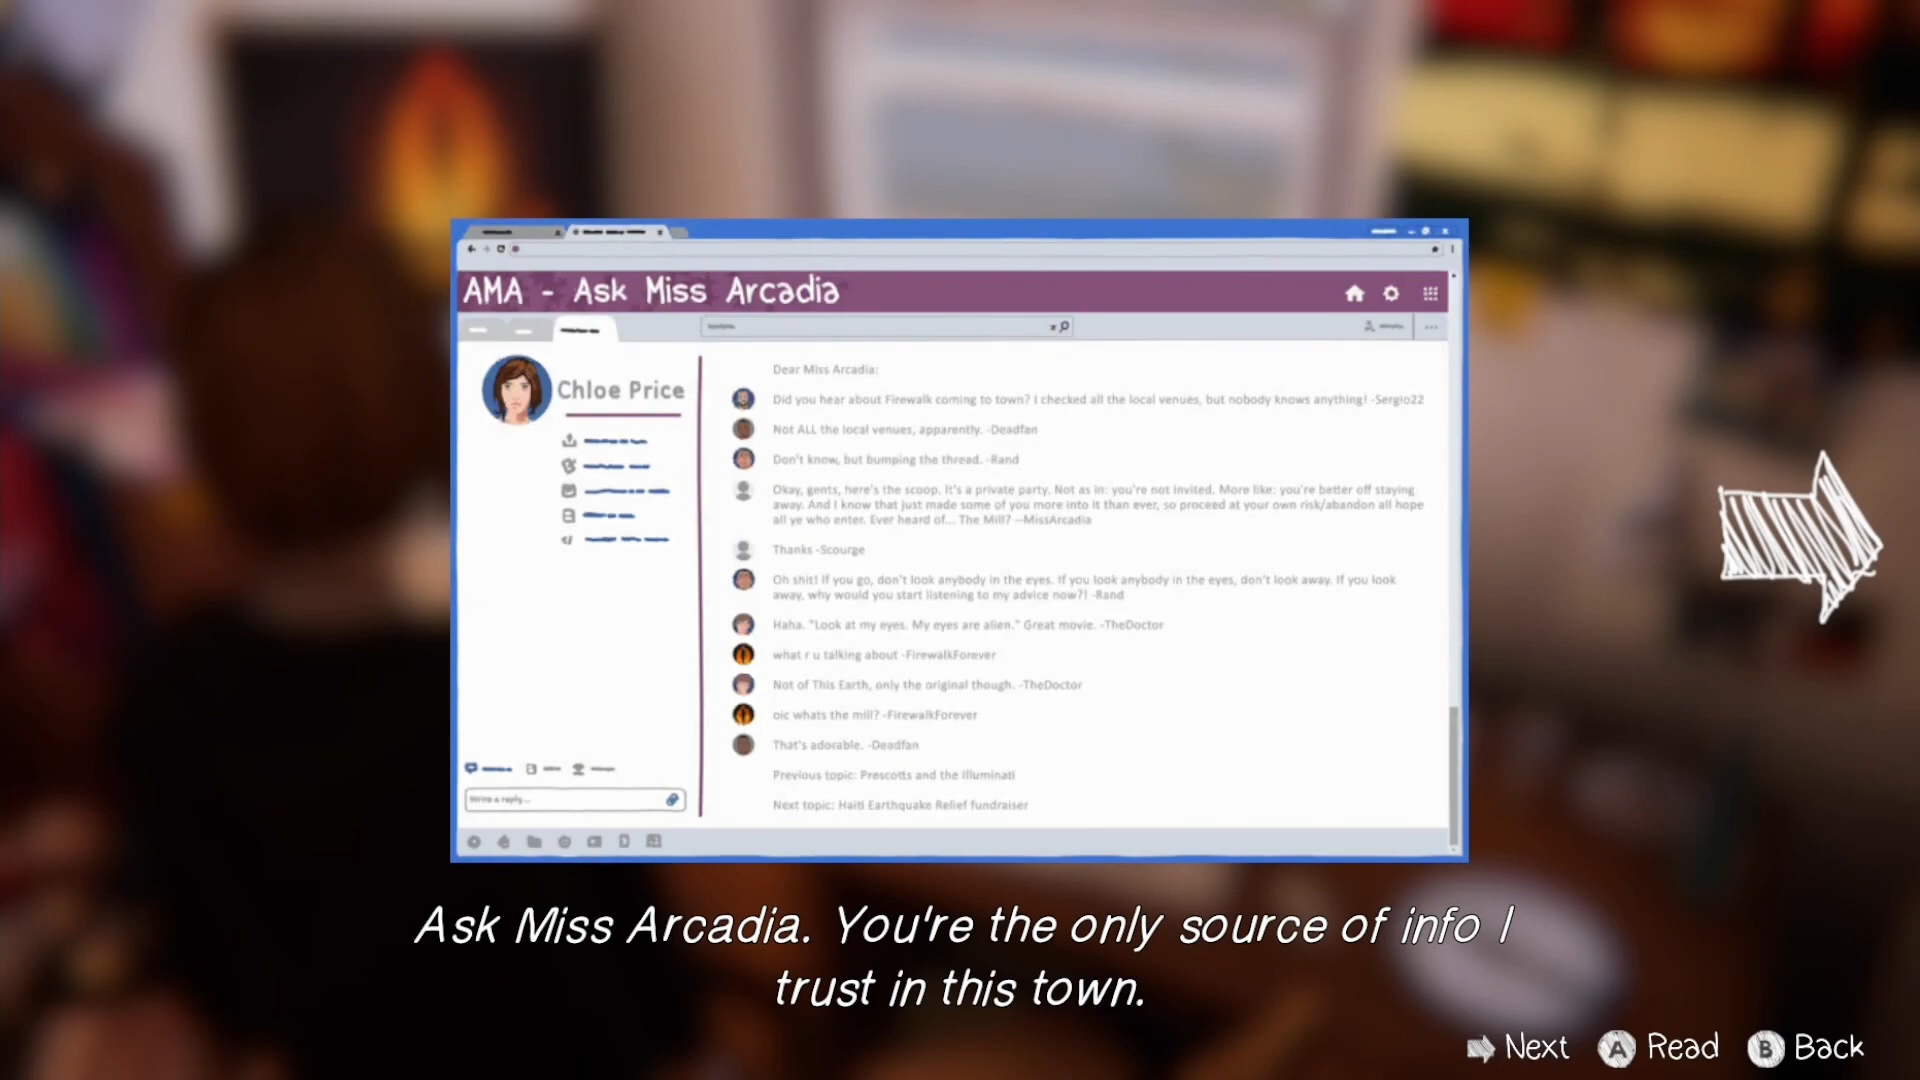 AMA - Ask Miss Arcadia
Chloe Price
Dear Miss Arcadia:
Did you hear about Firewalk coming to town? I checked all the local venues, but nobody knows anything! -Sergio22
Not ALL the local venues, apparently. -Deadfan
Don't know, but bumping the thread. -Rand
Okay, gents, here's the scoop. It's a private party. Not as in: you're not invited. More like: you're better off staying
away. And I know that just made some of you more into it than ever, so proceed at your own risk/abandon all hope
all ye who enter. Ever heard of... The Mill? --MissArcadia
Thanks -Scourge
Oh shit! If you go, don't look anybody in the eyes. If you look anybody in the eyes, don't look away. If you look
away, why would you start listening to my advice now?! -Rand
Haha. "Look at my eyes. My eyes are alien." Great movie. -TheDoctor
what r u talking about -FirewalkForever
Not of This Earth, only the original though. -TheDoctor
oic whats the mill? -FirewalkForever
That's adorable. -Deadfan
Previous topic: Prescotts and the Illuminati
Next topic: Haiti Earthquake Relief fundraiser
Write a reply...
Ask Miss Arcadia. You're the only source of info I
trust in this town.
Next A Read B Back